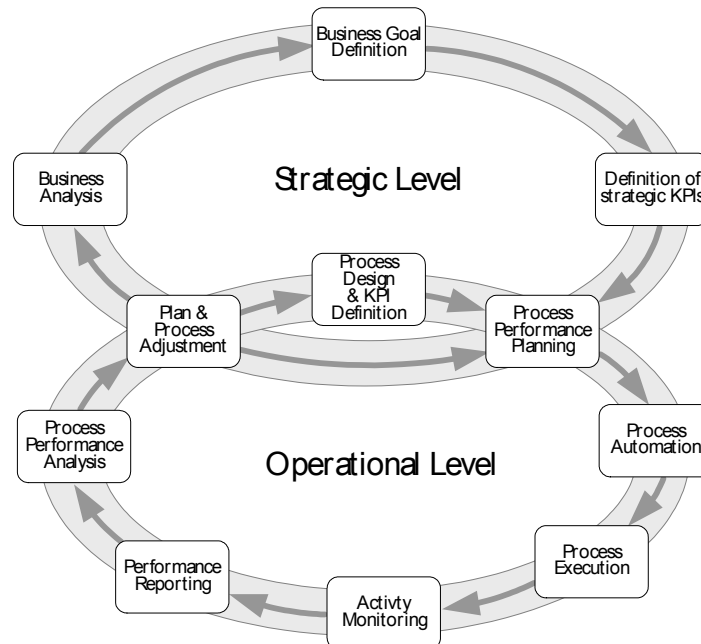 Business Goal
Definition
Business
Analysis
Strategic Level
Definition of
strategic KPIs
Process
Design
& KPI
Definition
Plan &
Process
Adjustment
Process
Performance
Planning
Process
Performance
Analysis
Operational Level
Process
Automation
Performance
Reporting
Process
Execution
Activty
Monitoring